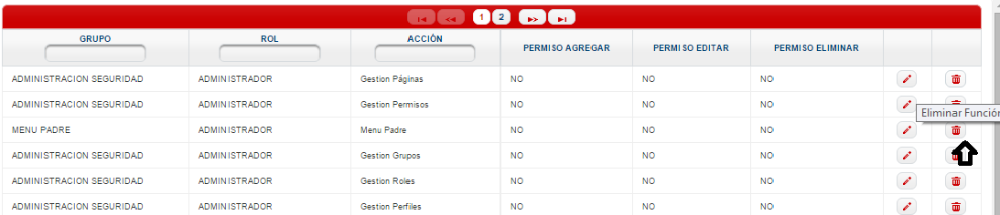 1 2
GRUPO ROL ACCIÓN PERMISO AGREGAR PERMISO EDITAR PERMISO ELIMINAR
ADMINISTRACION SEGURIDAD ADMINISTRADOR Gestion Páginas NO NO NO
ADMINISTRACION SEGURIDAD ADMINISTRADOR Gestion Permisos NO NO NO
Eliminar Función
MENU PADRE ADMINISTRADOR Menu Padre NO NO NO
ADMINISTRACION SEGURIDAD ADMINISTRADOR Gestion Grupos NO NO NO
ADMINISTRACION SEGURIDAD ADMINISTRADOR Gestion Roles NO NO NO
ADMINISTRACION SEGURIDAD ADMINISTRADOR Gestion Perfiles NO NO NO